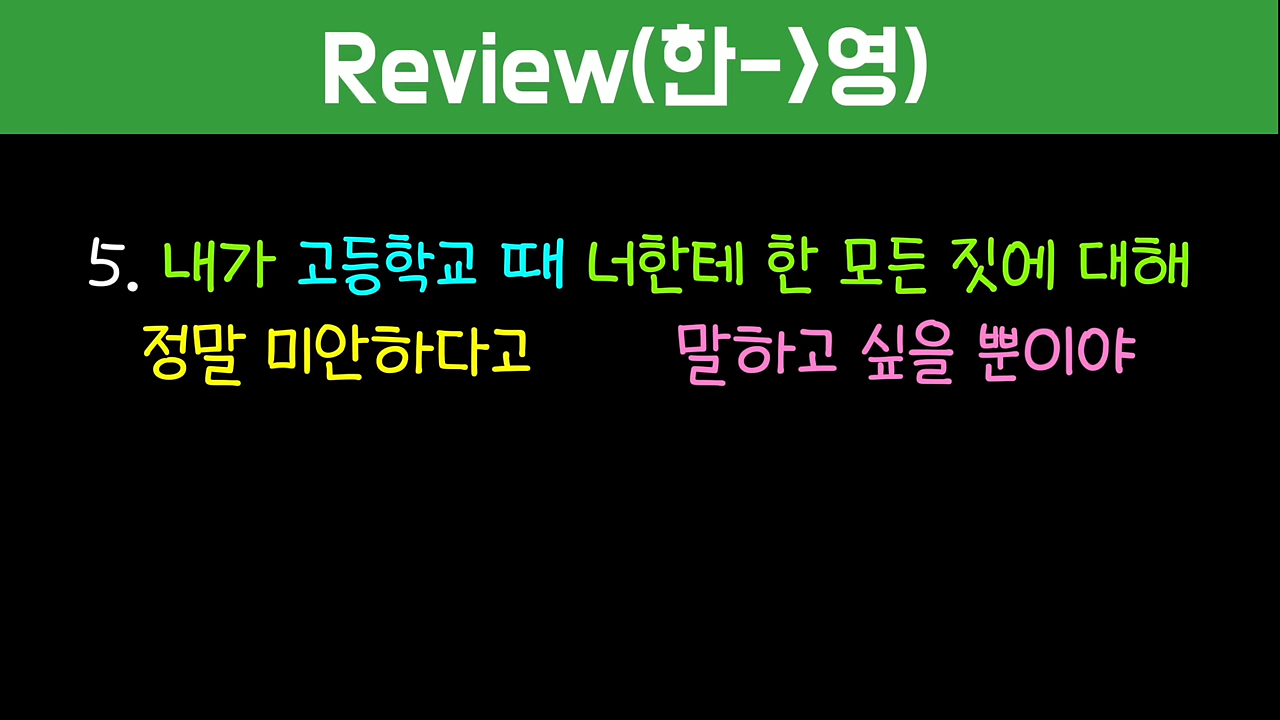 Review(한->영)
5. 내가 고등학교 때 너한테 한 모든 짓에 대해
정말 미안하다고 말하고 싶을 뿐이야